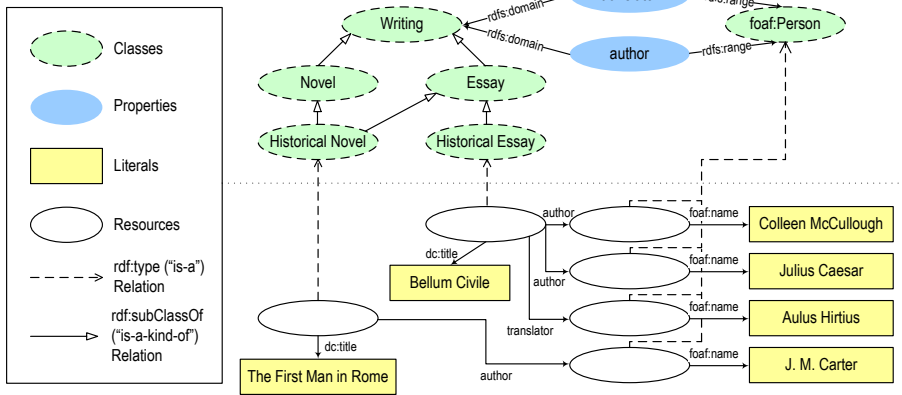 Classes
Properties
Literals
Resources
rdf:type ("is-a")
Relation
rdf:subClassOf
("is-a-kind-of")
Relation
Writing
rdfs:domain
rdfs:range
foaf:Person
rdfs:domain
author
rdfs:range
Novel
Essay
Historical Novel
Historical Essay
author
foaf:name
Colleen McCullough
dc:title
Bellum Civile
author
foaf:name
Julius Caesar
translator
foaf:name
Aulus Hirtius
dc:title
The First Man in Rome
author
foaf:name
J. M. Carter